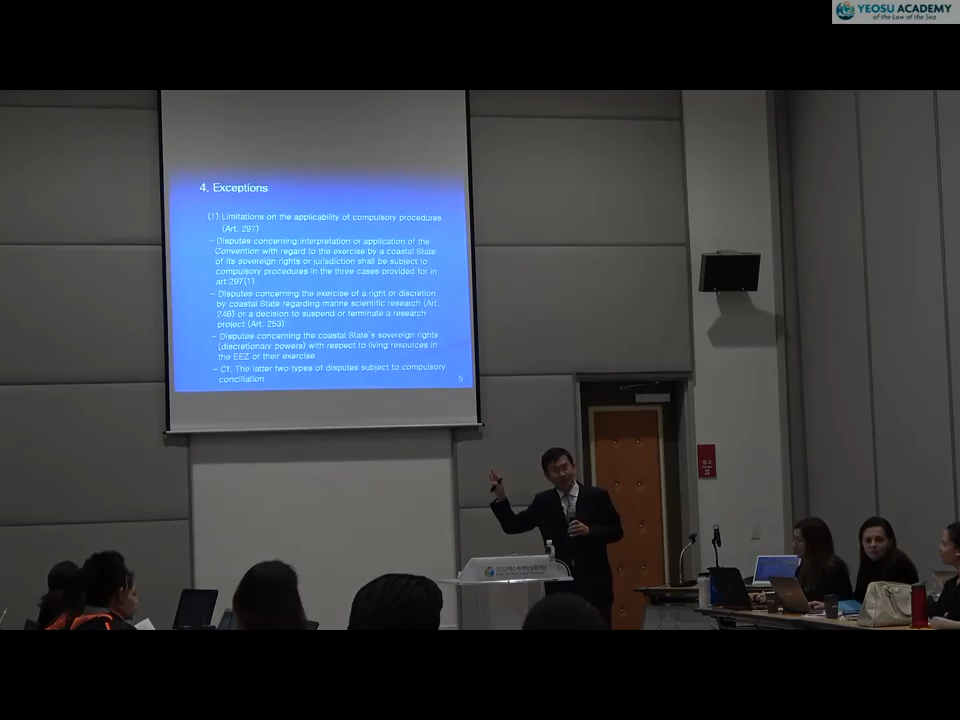 YEOSU ACADEMY
of the Law of the Sea
4. Exceptions
(1) Limitations on the applicability of compulsory procedures
(Art. 297)
- Disputes concerning interpretation or application of the
Convention with regard to the exercise by a coastal State
of its sovereign rights or jurisdiction shall be subject to
compulsory procedures in the three cases provided for in
art 297(1)
- Disputes concerning the exercise of a right or discretion
by coastal State regarding marine scientific research (Art.
246) or a decision to suspend or terminate a research
project (Art. 253)
- Disputes concerning the coastal State's sovereign rights
(discretionary powers) with respect to living resources in
the EEZ or their exercise
- Cf. The latter two types of disputes subject to compulsory
conciliation
5